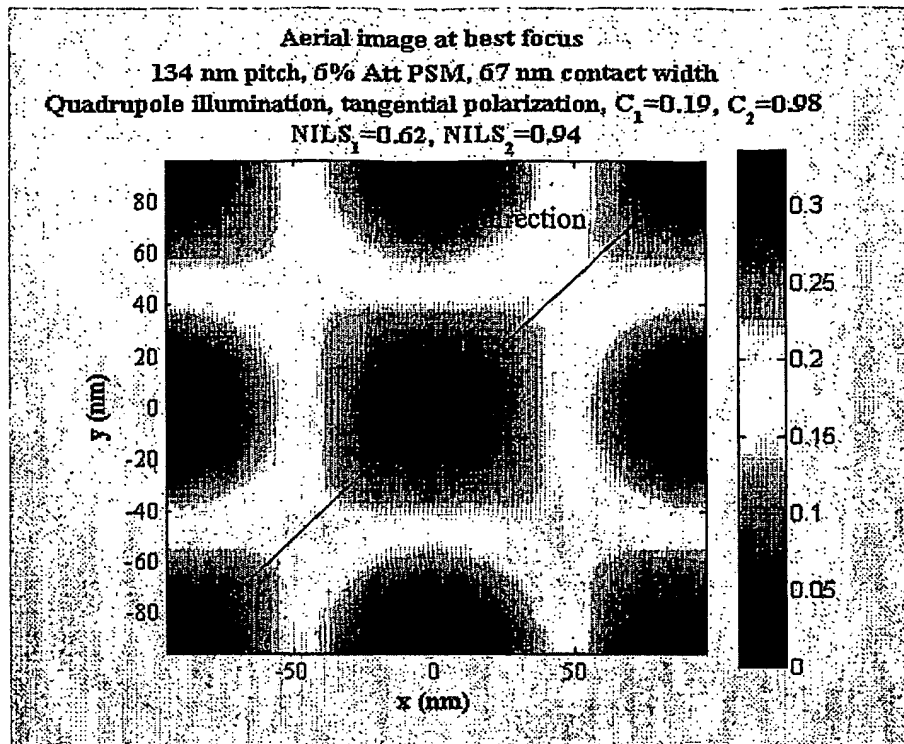 Aerial image at best focus
134 nm pitch, 6% Att PSM, 67 nm contact width
Quadrupole illumination, tangential polarization, C1=0.19, C2=0.98
NILS1=0.62, NILS2=0.94
80
60
40
20
0
-20
-40
-60
-80
y (nm)
direction
0.3
0.25
0.2
0.15
0.1
0.05
0
-50
0
50
x (nm)